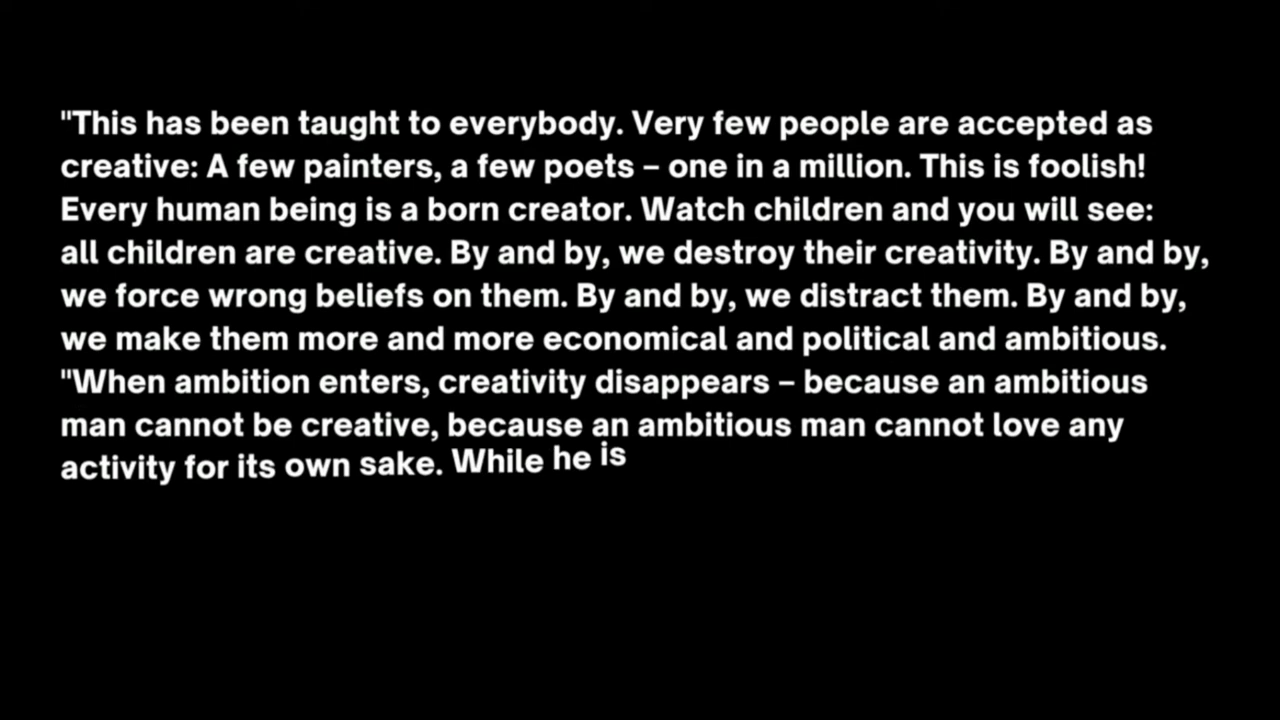 "This has been taught to everybody. Very few people are accepted as
creative: A few painters, a few poets – one in a million. This is foolish!
Every human being is a born creator. Watch children and you will see:
all children are creative. By and by, we destroy their creativity. By and by,
we force wrong beliefs on them. By and by, we distract them. By and by,
we make them more and more economical and political and ambitious.
"When ambition enters, creativity disappears – because an ambitious
man cannot be creative, because an ambitious man cannot love any
activity for its own sake. While he is